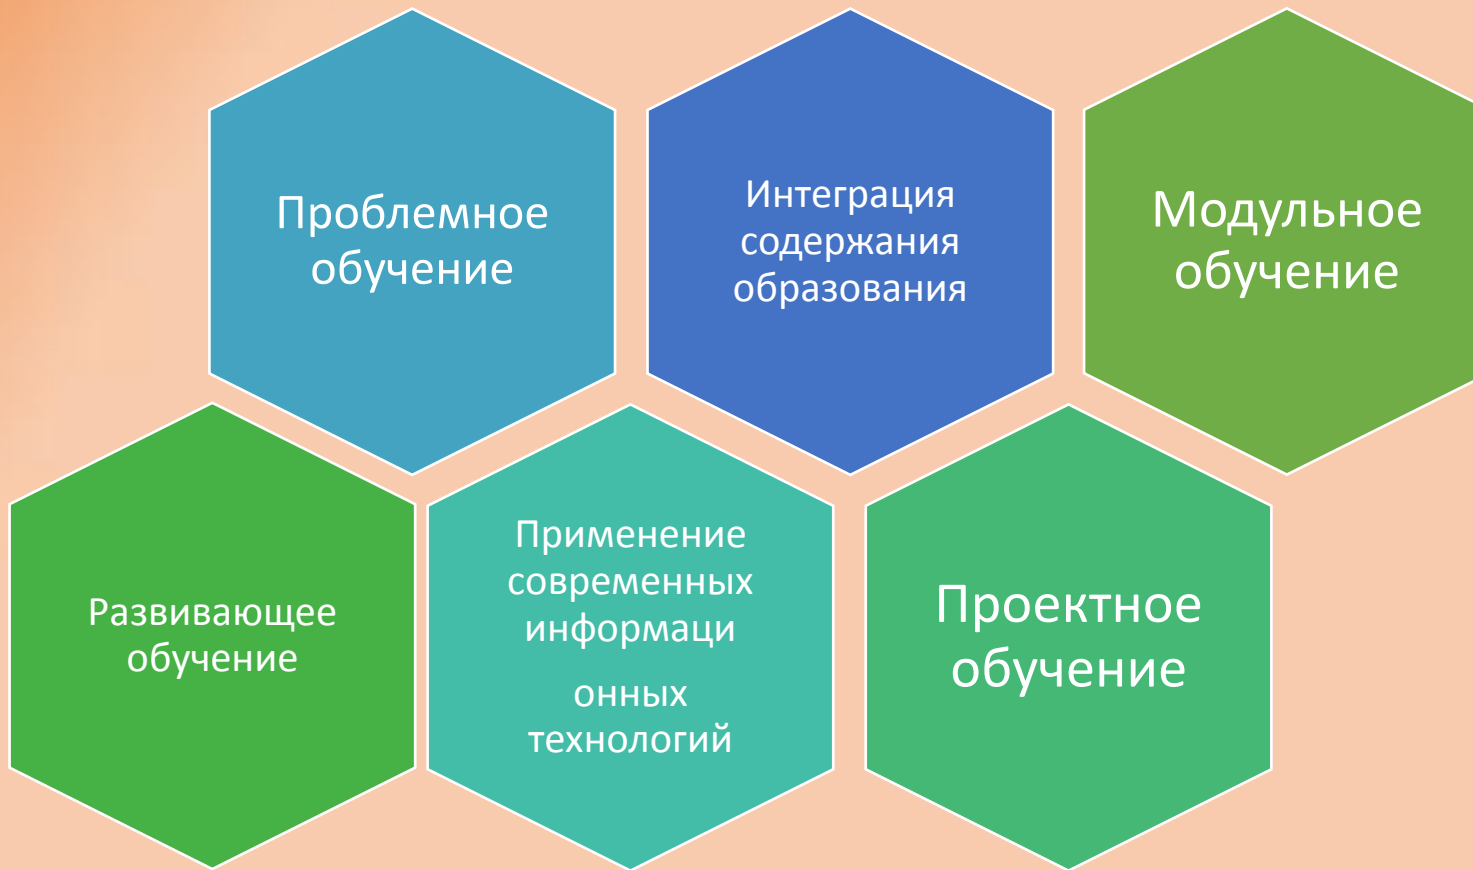 Проблемное
обучение
Интеграция
содержания
образования
Модульное
обучение
Развивающее
обучение
Применение
современных
информаци
онных
технологий
Проектное
обучение